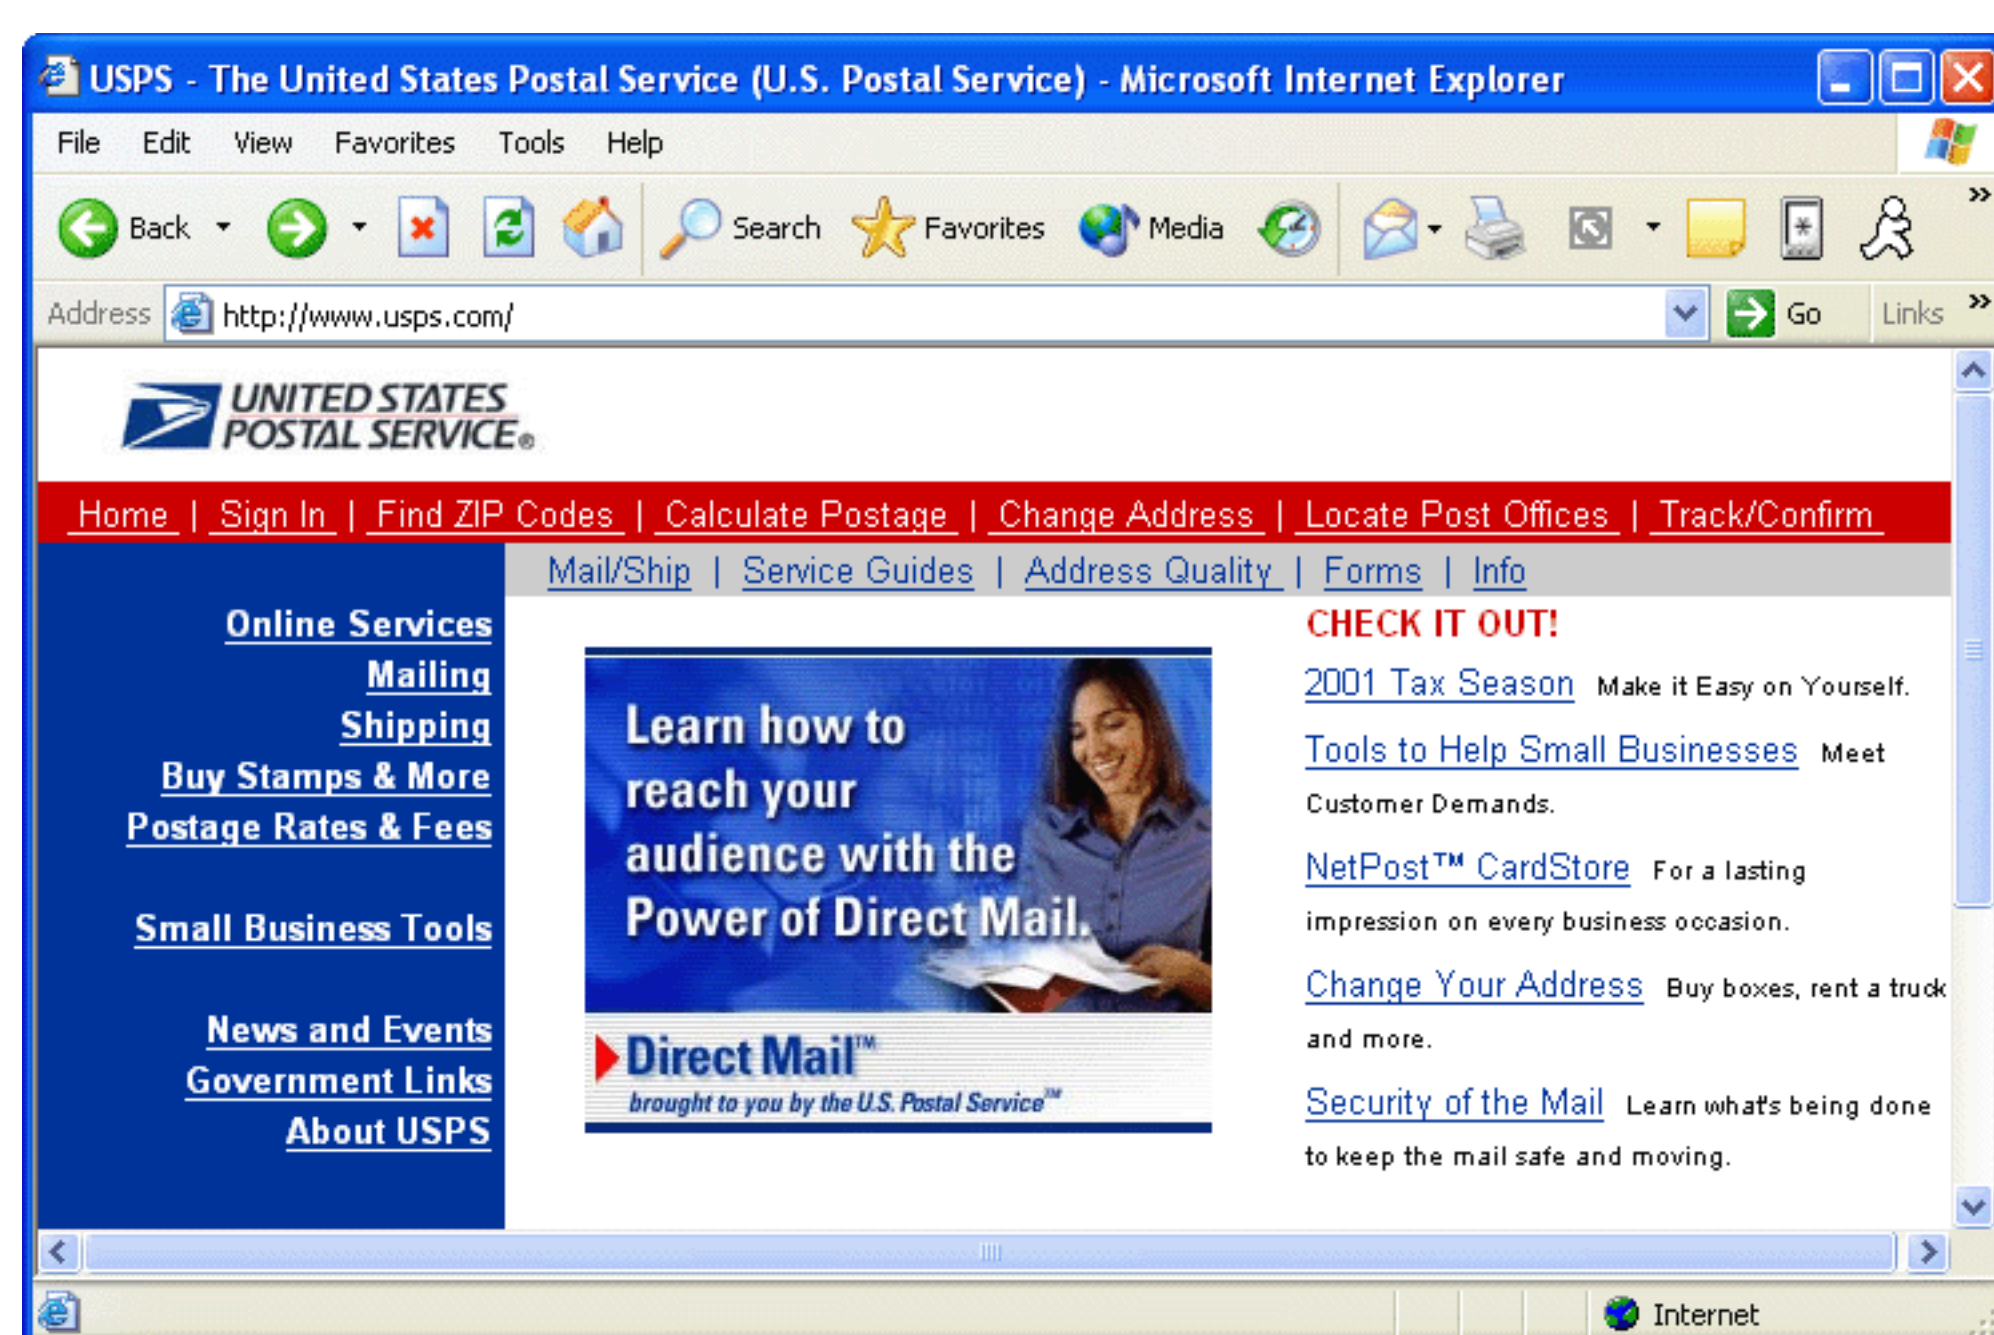 USPS - The United States Postal Service (U.S. Postal Service) - Microsoft Internet Explorer
File Edit View Favorites Tools Help
Back Search Favorites Media
Address http://www.usps.com/ Go Links
UNITED STATES
POSTAL SERVICE®
Home | Sign In | Find ZIP Codes | Calculate Postage | Change Address | Locate Post Offices | Track/Confirm
Mail/Ship | Service Guides | Address Quality | Forms | Info
Online Services
Mailing
Shipping
Buy Stamps & More
Postage Rates & Fees
Small Business Tools
News and Events
Government Links
About USPS
Learn how to
reach your
audience with the
Power of Direct Mail.
Direct Mail™
brought to you by the U.S. Postal Service™
CHECK IT OUT!
2001 Tax Season Make it Easy on Yourself.
Tools to Help Small Businesses Meet
Customer Demands.
NetPost™ CardStore For a lasting
impression on every business occasion.
Change Your Address Buy boxes, rent a truck
and more.
Security of the Mail Learn what's being done
to keep the mail safe and moving.
Internet